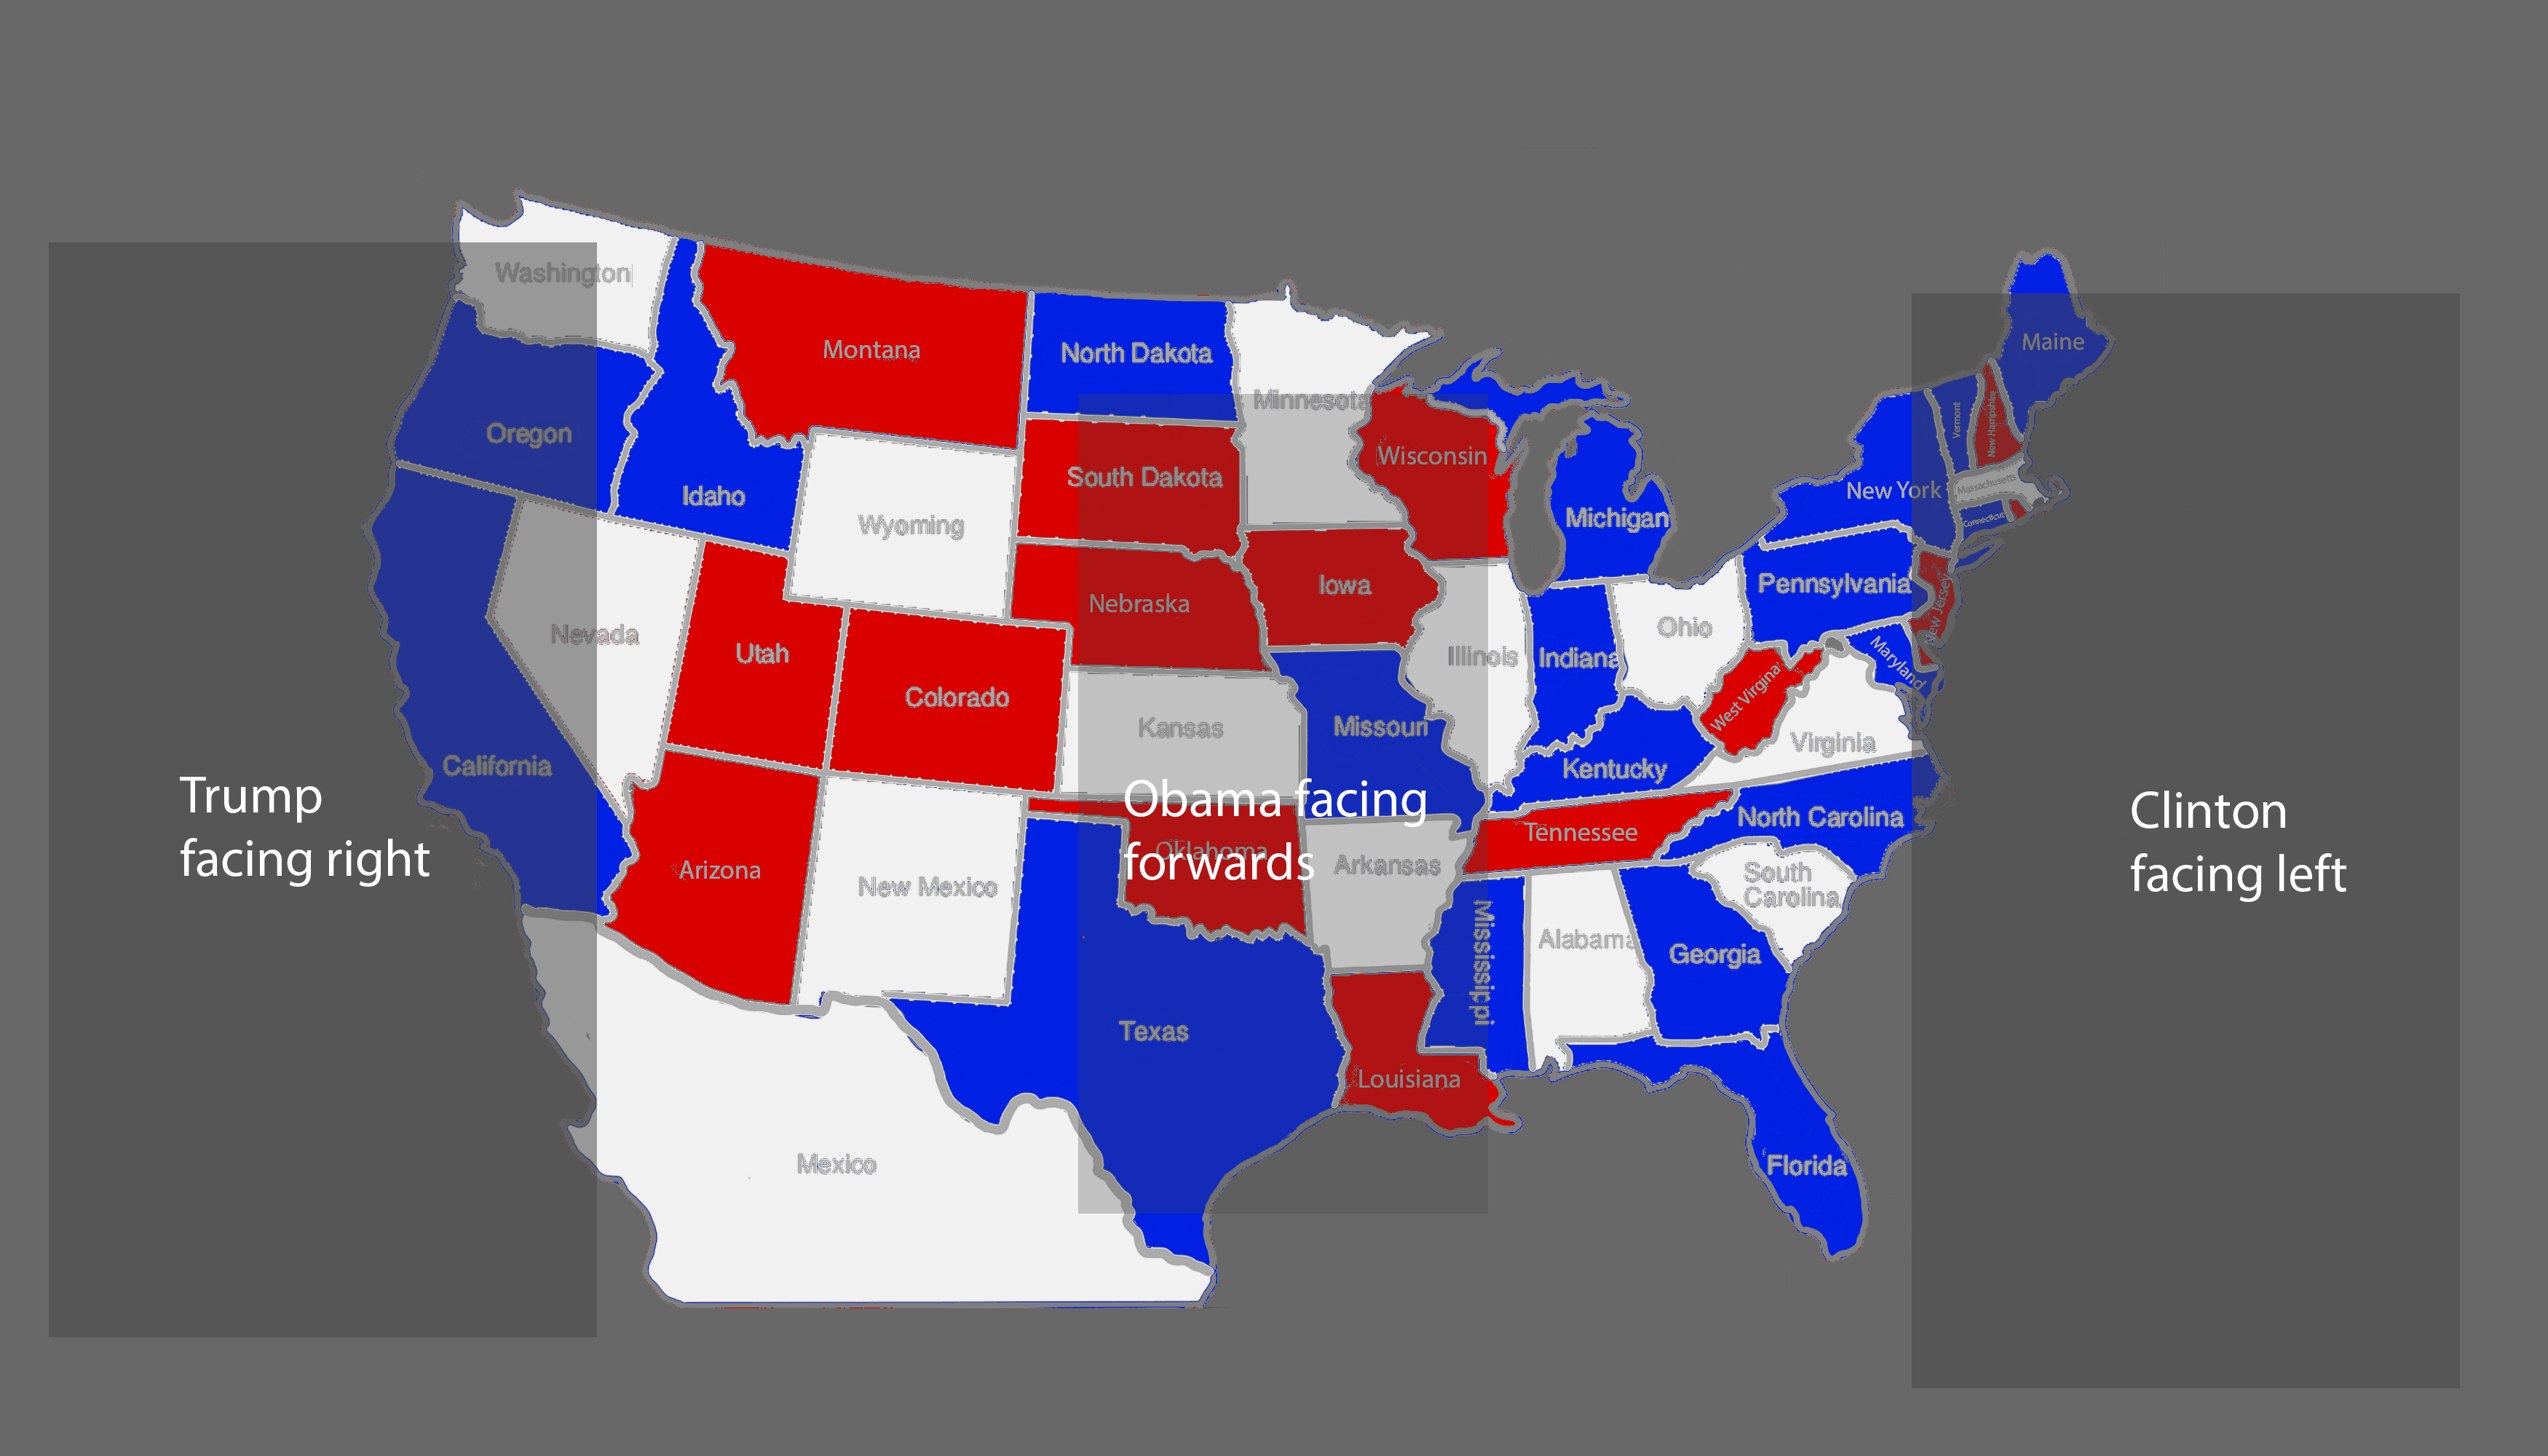 Washington
Maine
Montana
North Dakota
Minnesota
Vermont
New Hampshire
Oregon
Wisconsin
South Dakota
Massachusetts
New York
Idaho
Michigan
Connecticut
Wyoming
Iowa
Pennsylvania
Nebraska
New Jersey
Ohio
Nevada
Utah
Illinois
Indiana
Maryland
Colorado
West Virgina
Kansas
Missouri
Virginia
California
Kentucky
Trump
facing right
Obama facing
forwards
Clinton
facing left
North Carolina
Tennessee
Oklahoma
Arkansas
Arizona
New Mexico
South
Carolina
Mississippi
Alabama
Georgia
Texas
Louisiana
Mexico
Florida